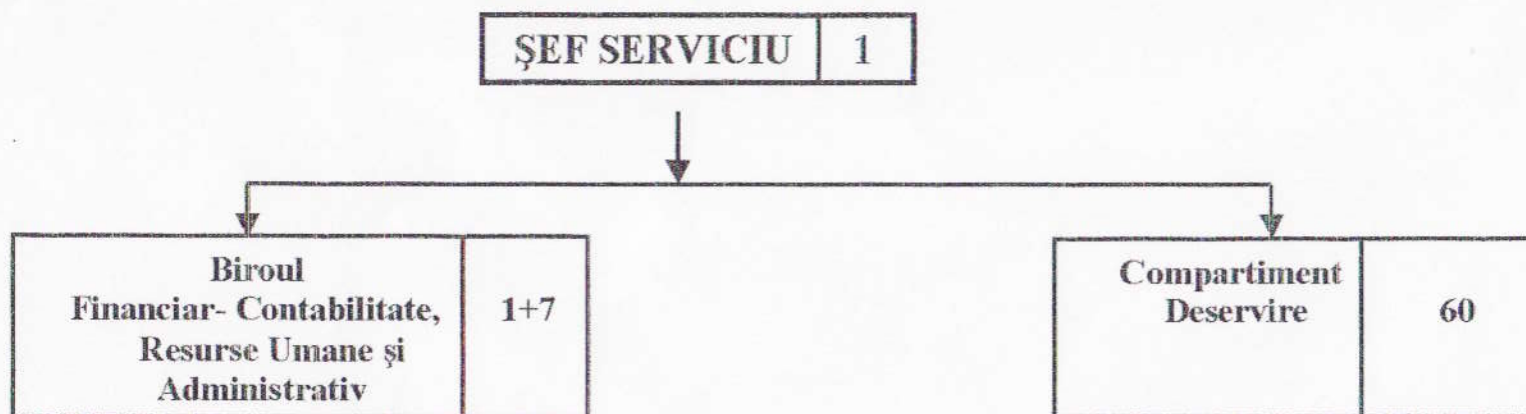 ŞEF SERVICIU 1
Biroul
Financiar- Contabilitate,
Resurse Umane şi
Administrativ
1+7
Compartiment
Deservire
60